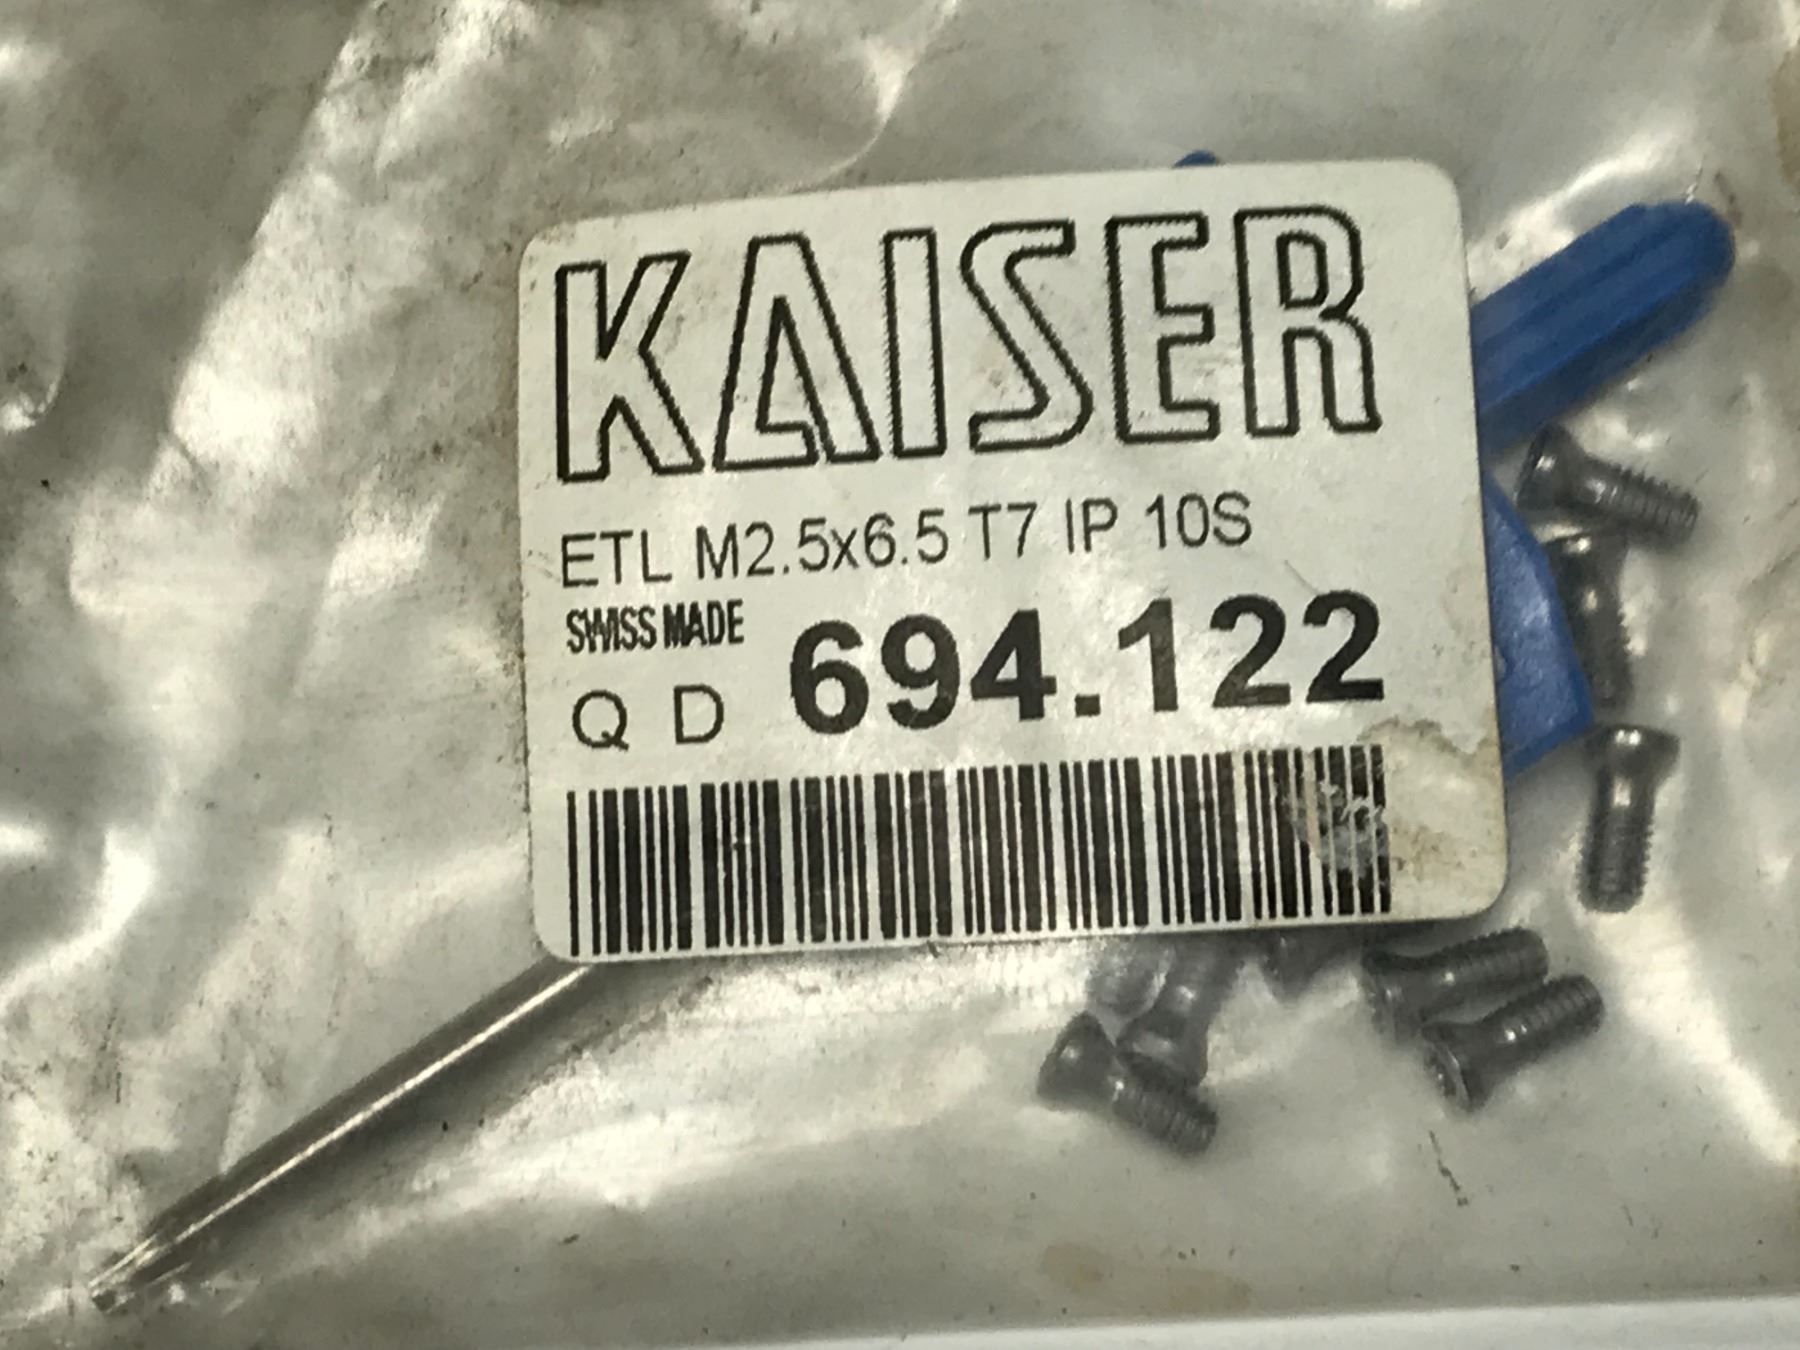 KAISER
ETL M2.5x6.5 T7 IP 10S
SWISS MADE
Q D 694.122